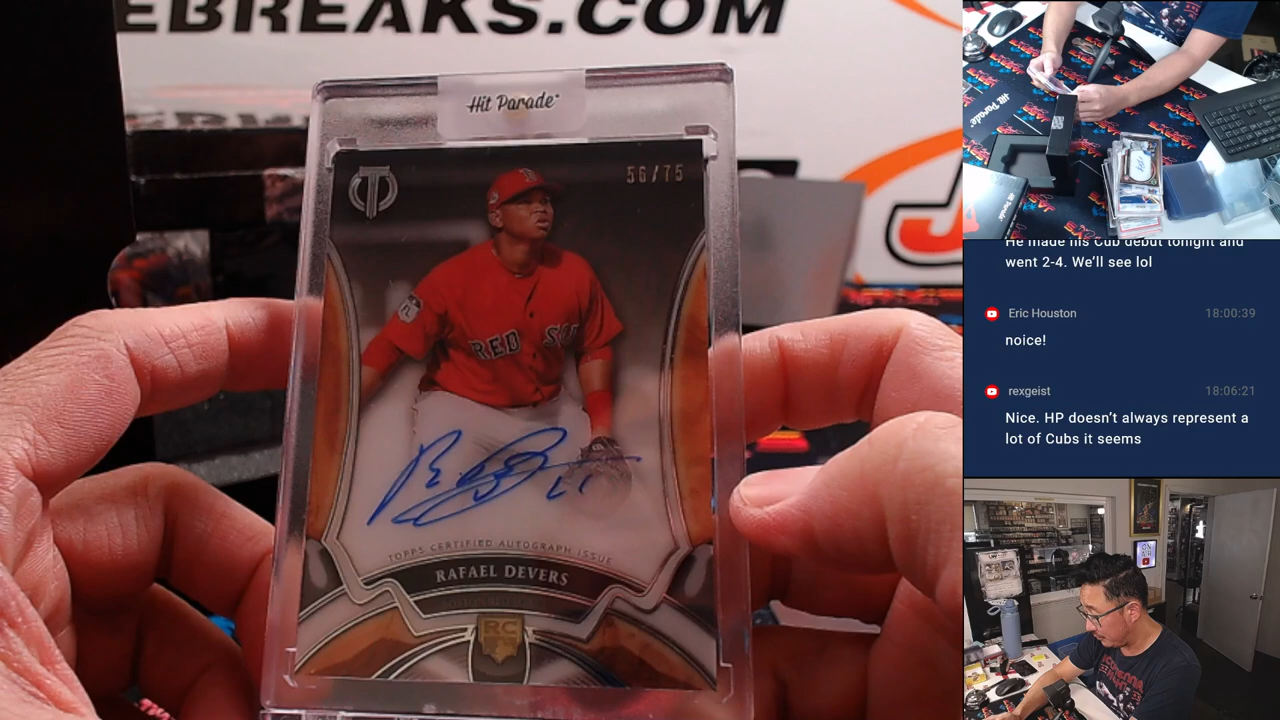 EBREAKS.COM
Hit Parade
56/75
RED SOX
TOPPS CERTIFIED AUTOGRAPH ISSUE
RAFAEL DEVERS
RC
Hit Parade
He made his Cub debut tonight and
went 2-4. We'll see lol
Eric Houston 18:00:39
noice!
rexgeist 18:06:21
Nice. HP doesn't always represent a
lot of Cubs it seems